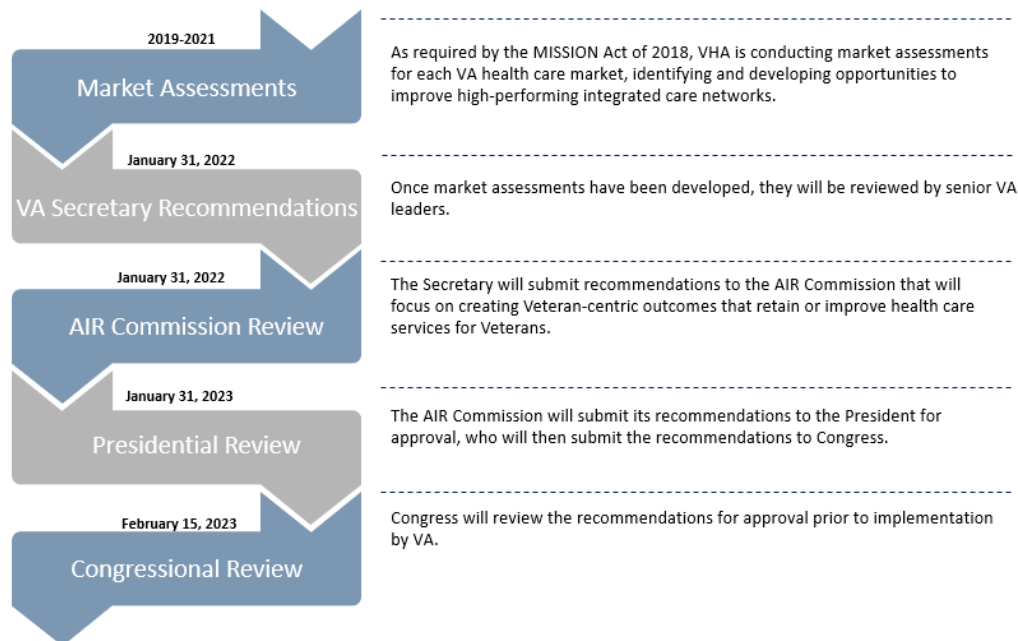 2019-2021
Market Assessments
As required by the MISSION Act of 2018, VHA is conducting market assessments
for each VA health care market, identifying and developing opportunities to
improve high-performing integrated care networks.
January 31, 2022
VA Secretary Recommendations
Once market assessments have been developed, they will be reviewed by senior VA
leaders.
January 31, 2022
AIR Commission Review
The Secretary will submit recommendations to the AIR Commission that will
focus on creating Veteran-centric outcomes that retain or improve health care
services for Veterans.
January 31, 2023
Presidential Review
The AIR Commission will submit its recommendations to the President for
approval, who will then submit the recommendations to Congress.
February 15, 2023
Congressional Review
Congress will review the recommendations for approval prior to implementation
by VA.